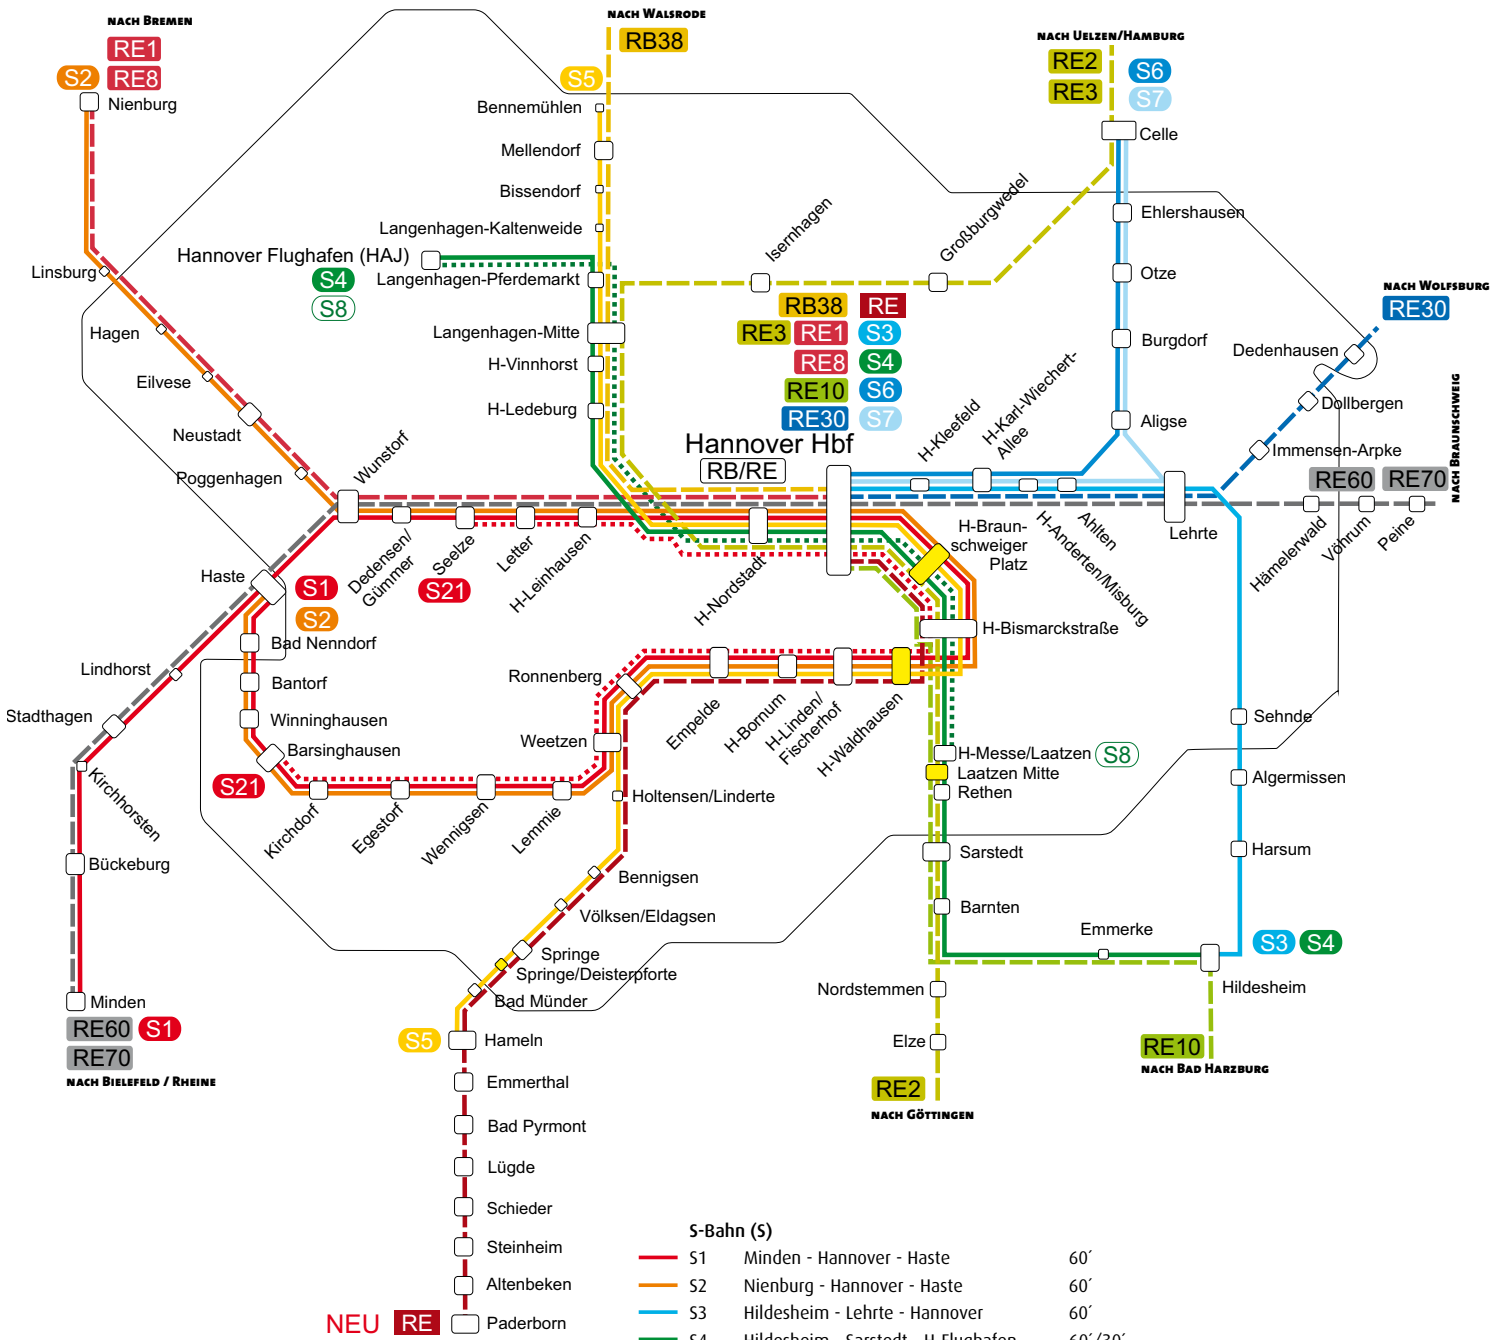 NACH BREMEN
RE1
S2 RE8
Nienburg
NACH WALSRODE
RB38
S5
Bennemühlen
Mellendorf
Bissendorf
Langenhagen-Kaltenweide
Hannover Flughafen (HAJ)
S4
S8
Langenhagen-Pferdemarkt
Langenhagen-Mitte
H-Vinnhorst
H-Ledeburg
NACH UELZEN/HAMBURG
RE2
RE3
S6
S7
Celle
Ehlershausen
Otze
Burgdorf
Aligse
Isernhagen
Großburgwedel
NACH WOLFSBURG
RE30
Dedenhausen
Dollbergen
Immensen-Arpke
NACH BRAUNSCHWEIG
RE60 RE70
Hämelerwald
Vöhrum
Peine
RB38 RE
RE3 RE1 S3
RE8 S4
RE10 S6
RE30 S7
Hannover Hbf
RB/RE
H-Kleefeld
H-Karl-Wiechert-
Allee
H-Anderten/Misburg
Ahlten
Lehrte
Linsburg
Hagen
Eilvese
Neustadt
Poggenhagen
Wunstorf
Dedensen/
Gümmer
Seelze
S21
Letter
H-Leinhausen
H-Nordstadt
H-Braun-
schweiger
Platz
H-Bismarckstraße
Haste
S1
S2
Bad Nenndorf
Bantorf
Winninghausen
Barsinghausen
S21
Kirchdorf
Egestorf
Wennigsen
Lemmie
Weetzen
Ronnenberg
Empelde
H-Bornum
H-Linden/
Fischerhof
H-Waldhausen
Lindhorst
Stadthagen
Kirchhorsten
Bückeburg
Minden
RE60 S1
RE70
NACH BIELEFELD / RHEINE
Holtensen/Linderte
Bennigsen
Völksen/Eldagsen
Springe
Springe/Deisterpforte
Bad Münder
S5
Hameln
Emmerthal
Bad Pyrmont
Lügde
Schieder
Steinheim
Altenbeken
NEU RE Paderborn
H-Messe/Laatzen S8
Laatzen Mitte
Rethen
Sarstedt
Barnten
Emmerke
Nordstemmen
Elze
RE2
NACH GÖTTINGEN
Sehnde
Algermissen
Harsum
S3 S4
Hildesheim
RE10
NACH BAD HARZBURG
S-Bahn (S)
S1 Minden - Hannover - Haste 60´
S2 Nienburg - Hannover - Haste 60´
S3 Hildesheim - Lehrte - Hannover 60´
S4 Hildesheim - Sarstedt - H-Flughafen 60´/30´